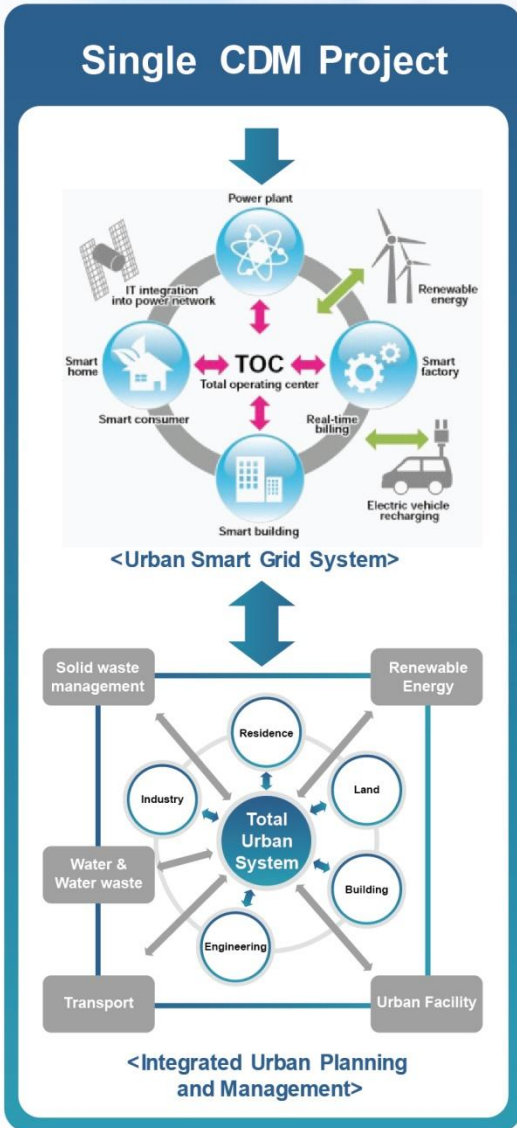 Single CDM Project
Power plant
IT integration
into power network
Renewable
energy
Smart
home
TOC
Total operating center
Smart
factory
Smart consumer
Real-time
billing
Smart building
Electric vehicle
recharging
<Urban Smart Grid System>
Solid waste
management
Renewable
Energy
Residence
Industry
Land
Total
Urban
System
Water &
Water waste
Building
Engineering
Transport
Urban Facility
<Integrated Urban Planning
and Management>